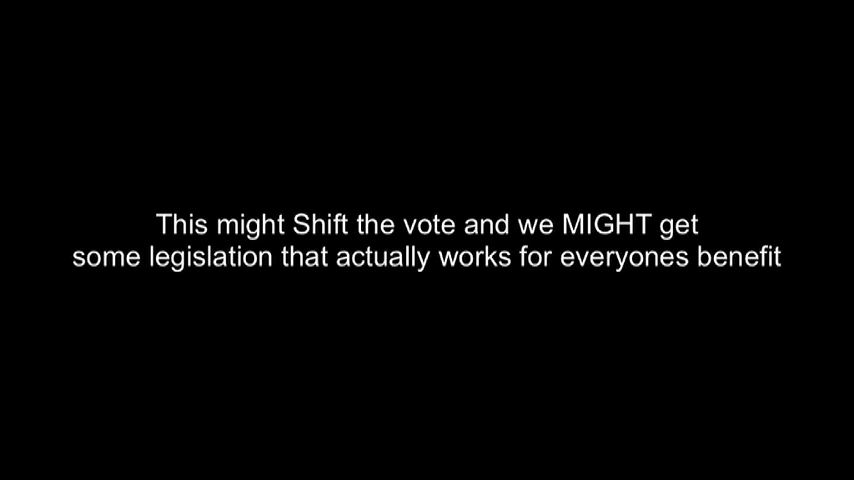 This might Shift the vote and we MIGHT get
some legislation that actually works for everyones benefit